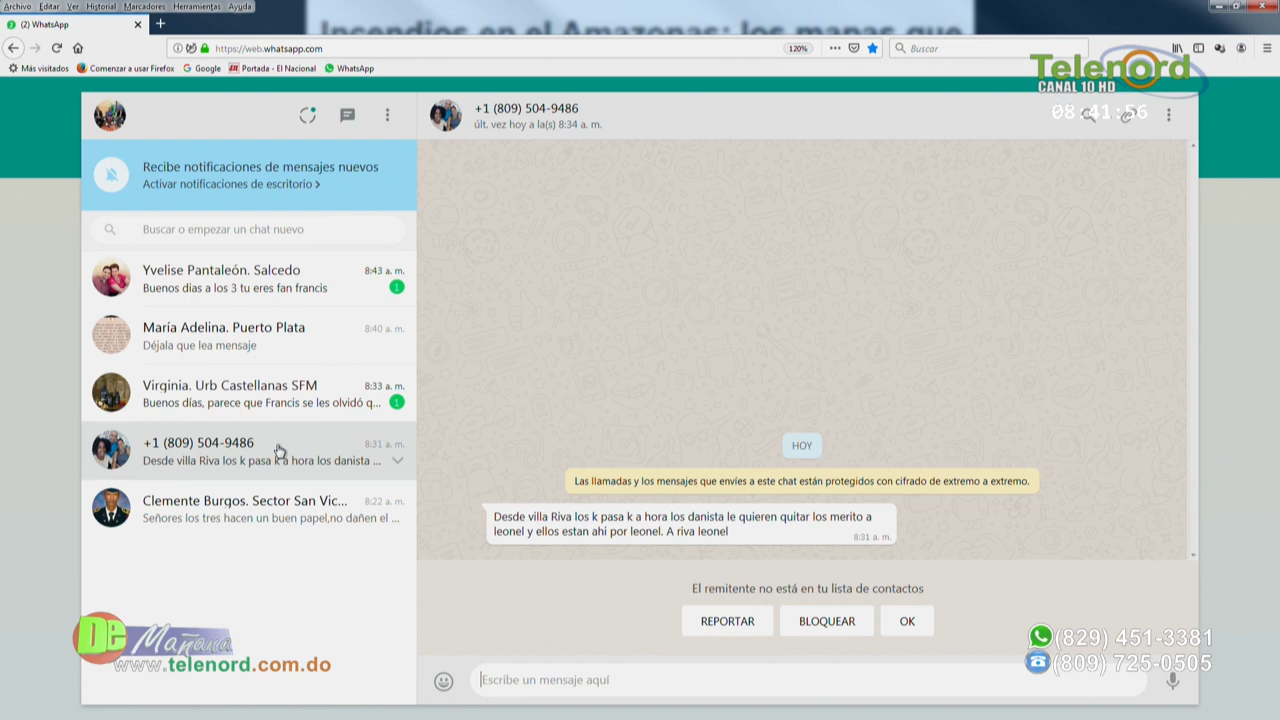 Archivo Editar Ver Historial Marcadores Herramientas Ayuda
(2) WhatsApp
Incendios en el Amazonas: los mapas que
https://web.whatsapp.com
120%
Buscar
Más visitados Comenzar a usar Firefox Google Portada - El Nacional WhatsApp
Telenord
CANAL 10 HD
08:41:56
+1 (809) 504-9486
últ. vez hoy a la(s) 8:34 a. m.
Recibe notificaciones de mensajes nuevos
Activar notificaciones de escritorio >
Buscar o empezar un chat nuevo
Yvelise Pantaleón. Salcedo 8:43 a. m.
Buenos dias a los 3 tu eres fan francis 1
María Adelina. Puerto Plata 8:40 a. m.
Déjala que lea mensaje
Virginia. Urb Castellanas SFM 8:33 a. m.
Buenos días, parece que Francis se les olvidó q... 1
+1 (809) 504-9486 8:31 a. m.
Desde villa Riva los k pasa k a hora los danista ...
Clemente Burgos. Sector San Vic... 8:22 a. m.
Señores los tres hacen un buen papel,no dañen el ...
HOY
Las llamadas y los mensajes que envíes a este chat están protegidos con cifrado de extremo a extremo.
Desde villa Riva los k pasa k a hora los danista le quieren quitar los merito a
leonel y ellos estan ahi por leonel. A riva leonel
8:31 a. m.
El remitente no está en tu lista de contactos
REPORTAR BLOQUEAR OK
Escribe un mensaje aquí
De Mañana
www.telenord.com.do
(829) 451-3381
(809) 725-0505